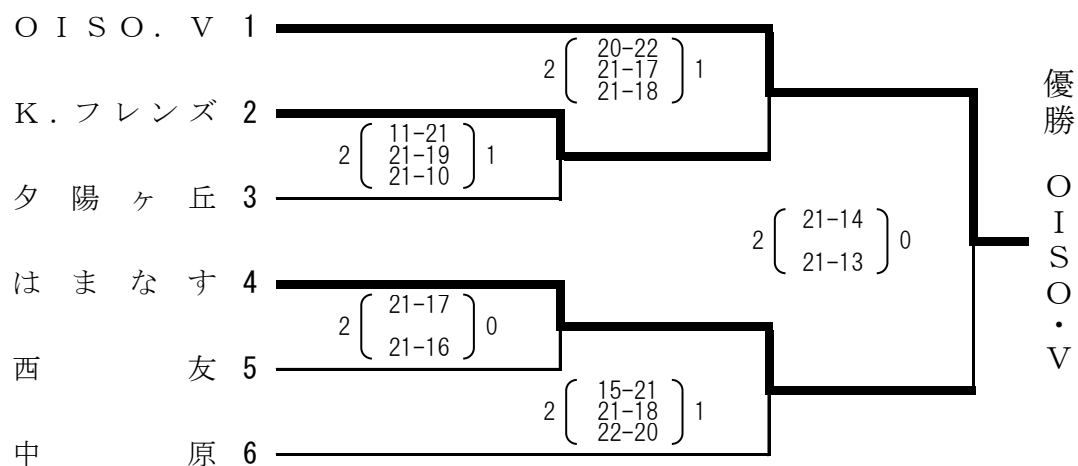 ＯＩＳＯ．Ｖ 1
20-22
2 21-17 1
21-18
Ｋ．フレンズ 2
11-21
2 21-19 1
21-10
夕陽ヶ丘 3
21-14
2 0
21-13
はまなす 4
21-17
2 0
21-16
西友 5
15-21
2 21-18 1
22-20
中原 6
優勝 ＯＩＳＯ・Ｖ